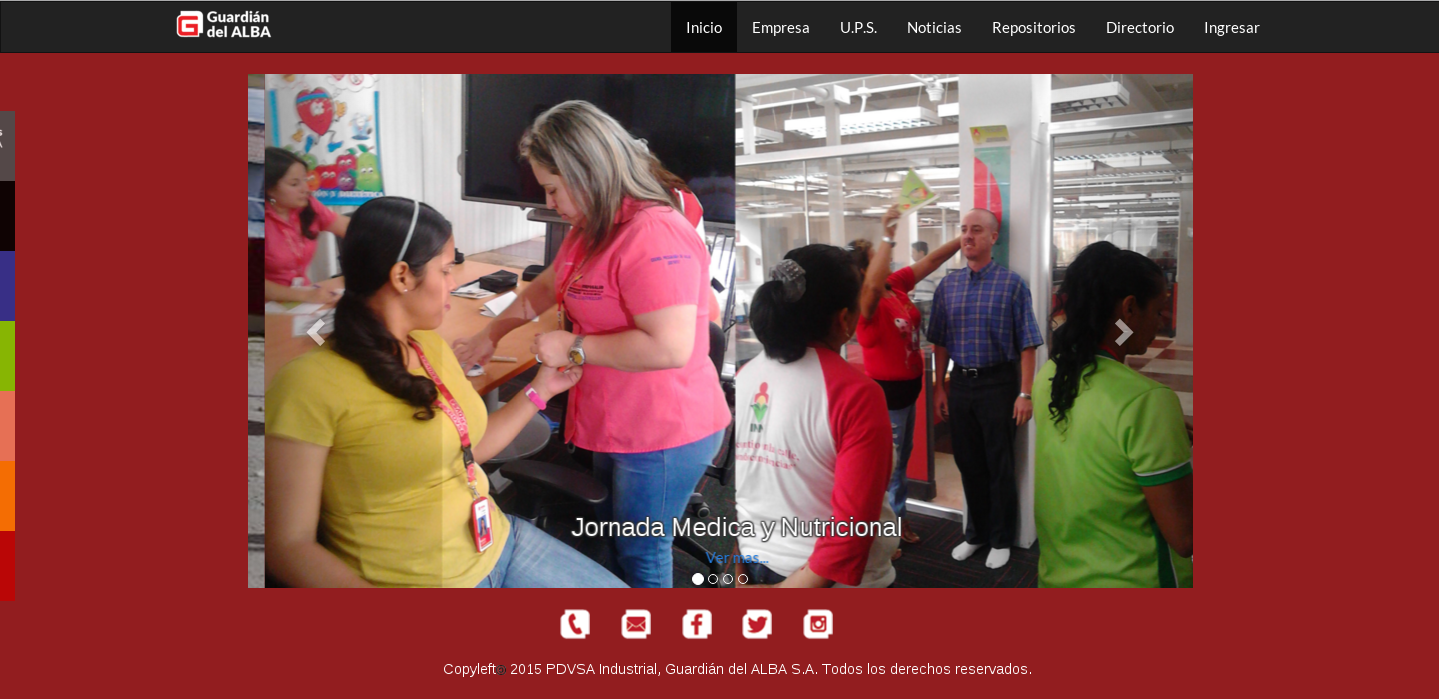 Guardián
del ALBA
Inicio
Empresa
U.P.S.
Noticias
Repositorios
Directorio
Ingresar
Jornada Medica y Nutricional
Ver mas...
Copyleft 2015 PDVSA Industrial, Guardián del ALBA S.A. Todos los derechos reservados.